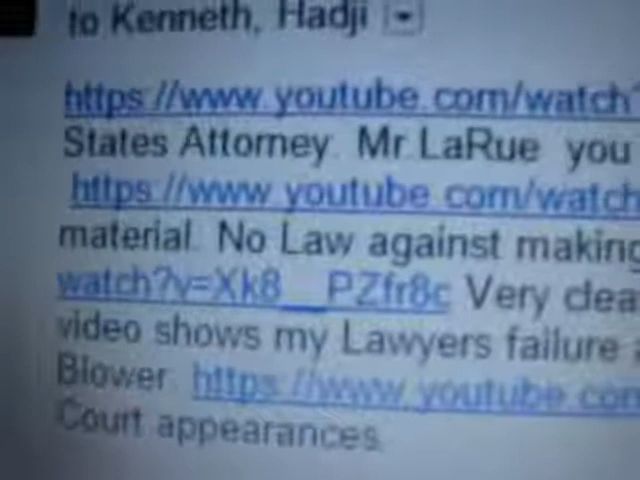 to Kenneth, Hadji
https://www.youtube.com/watch?
States Attorney. Mr.LaRue you
https://www.youtube.com/watch
material. No Law against making
watch?v=Xk8__PZfr8c Very clea
video shows my Lawyers failure
Blower. https://www.youtube.com
Court appearances.